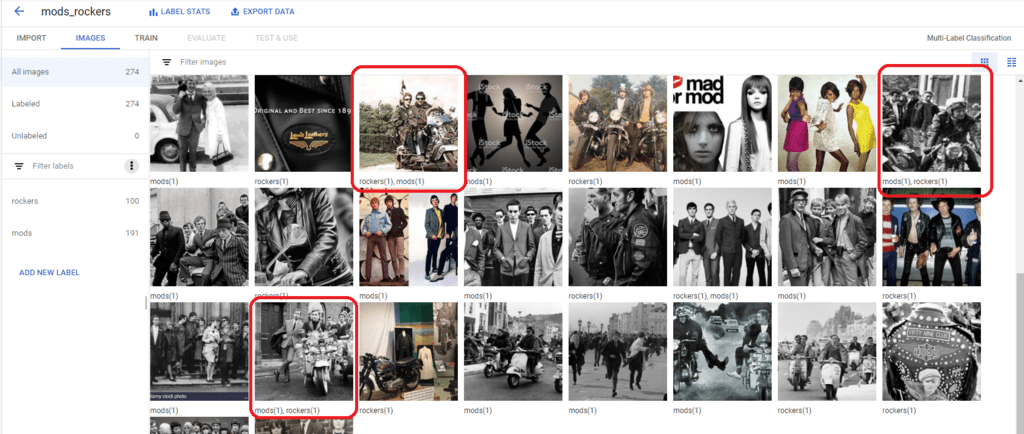 mods_rockers LABEL STATS EXPORT DATA
IMPORT IMAGES TRAIN EVALUATE TEST & USE Multi-Label Classification
All images 274
Labeled 274
Unlabeled 0
Filter labels
rockers 100
mods 191
ADD NEW LABEL
Filter images
ORIGINAL AND BEST SINCE 189
Lewis Leathers
iStock
iStock
iStock
mad
or mod
mods(1) rockers(1) rockers(1), mods(1) mods(1) rockers(1) mods(1) mods(1) mods(1), rockers(1)
mods(1) rockers(1) mods(1) mods(1) rockers(1), mods(1) mods(1) rockers(1)
alamy stock photo
mods(1) mods(1), rockers(1) rockers(1) mods(1) mods(1) mods(1) rockers(1) rockers(1)